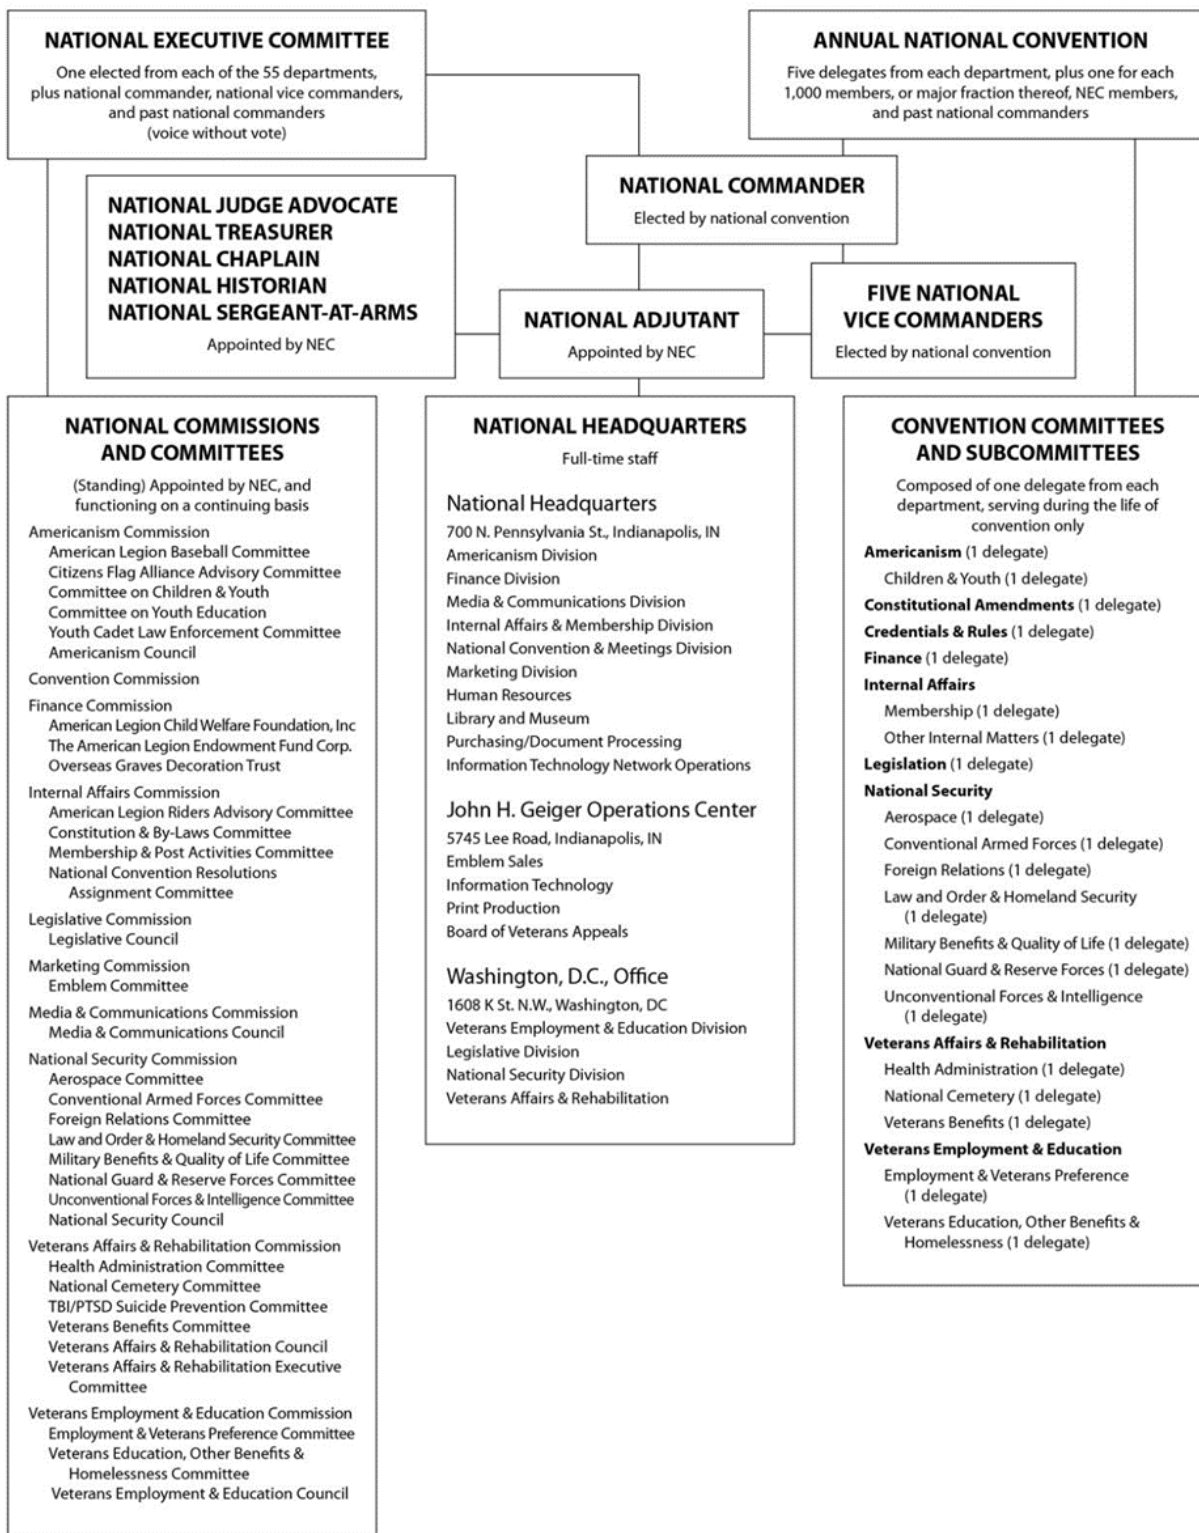 NATIONAL EXECUTIVE COMMITTEE
One elected from each of the 55 departments,
plus national commander, national vice commanders,
and past national commanders
(voice without vote)
ANNUAL NATIONAL CONVENTION
Five delegates from each department, plus one for each
1,000 members, or major fraction thereof, NEC members,
and past national commanders
NATIONAL COMMANDER
Elected by national convention
NATIONAL JUDGE ADVOCATE
NATIONAL TREASURER
NATIONAL CHAPLAIN
NATIONAL HISTORIAN
NATIONAL SERGEANT-AT-ARMS
Appointed by NEC
NATIONAL ADJUTANT
Appointed by NEC
FIVE NATIONAL
VICE COMMANDERS
Elected by national convention
NATIONAL COMMISSIONS
AND COMMITTEES
(Standing) Appointed by NEC, and
functioning on a continuing basis
Americanism Commission
American Legion Baseball Committee
Citizens Flag Alliance Advisory Committee
Committee on Children & Youth
Committee on Youth Education
Youth Cadet Law Enforcement Committee
Americanism Council
Convention Commission
Finance Commission
American Legion Child Welfare Foundation, Inc
The American Legion Endowment Fund Corp.
Overseas Graves Decoration Trust
Internal Affairs Commission
American Legion Riders Advisory Committee
Constitution & By-Laws Committee
Membership & Post Activities Committee
National Convention Resolutions
Assignment Committee
Legislative Commission
Legislative Council
Marketing Commission
Emblem Committee
Media & Communications Commission
Media & Communications Council
National Security Commission
Aerospace Committee
Conventional Armed Forces Committee
Foreign Relations Committee
Law and Order & Homeland Security Committee
Military Benefits & Quality of Life Committee
National Guard & Reserve Forces Committee
Unconventional Forces & Intelligence Committee
National Security Council
Veterans Affairs & Rehabilitation Commission
Health Administration Committee
National Cemetery Committee
TBI/PTSD Suicide Prevention Committee
Veterans Benefits Committee
Veterans Affairs & Rehabilitation Council
Veterans Affairs & Rehabilitation Executive
Committee
Veterans Employment & Education Commission
Employment & Veterans Preference Committee
Veterans Education, Other Benefits &
Homelessness Committee
Veterans Employment & Education Council
NATIONAL HEADQUARTERS
Full-time staff
National Headquarters
700 N. Pennsylvania St., Indianapolis, IN
Americanism Division
Finance Division
Media & Communications Division
Internal Affairs & Membership Division
National Convention & Meetings Division
Marketing Division
Human Resources
Library and Museum
Purchasing/Document Processing
Information Technology Network Operations
John H. Geiger Operations Center
5745 Lee Road, Indianapolis, IN
Emblem Sales
Information Technology
Print Production
Board of Veterans Appeals
Washington, D.C., Office
1608 K St. N.W., Washington, DC
Veterans Employment & Education Division
Legislative Division
National Security Division
Veterans Affairs & Rehabilitation
CONVENTION COMMITTEES
AND SUBCOMMITTEES
Composed of one delegate from each
department, serving during the life of
convention only
Americanism (1 delegate)
Children & Youth (1 delegate)
Constitutional Amendments (1 delegate)
Credentials & Rules (1 delegate)
Finance (1 delegate)
Internal Affairs
Membership (1 delegate)
Other Internal Matters (1 delegate)
Legislation (1 delegate)
National Security
Aerospace (1 delegate)
Conventional Armed Forces (1 delegate)
Foreign Relations (1 delegate)
Law and Order & Homeland Security
(1 delegate)
Military Benefits & Quality of Life (1 delegate)
National Guard & Reserve Forces (1 delegate)
Unconventional Forces & Intelligence
(1 delegate)
Veterans Affairs & Rehabilitation
Health Administration (1 delegate)
National Cemetery (1 delegate)
Veterans Benefits (1 delegate)
Veterans Employment & Education
Employment & Veterans Preference
(1 delegate)
Veterans Education, Other Benefits &
Homelessness (1 delegate)